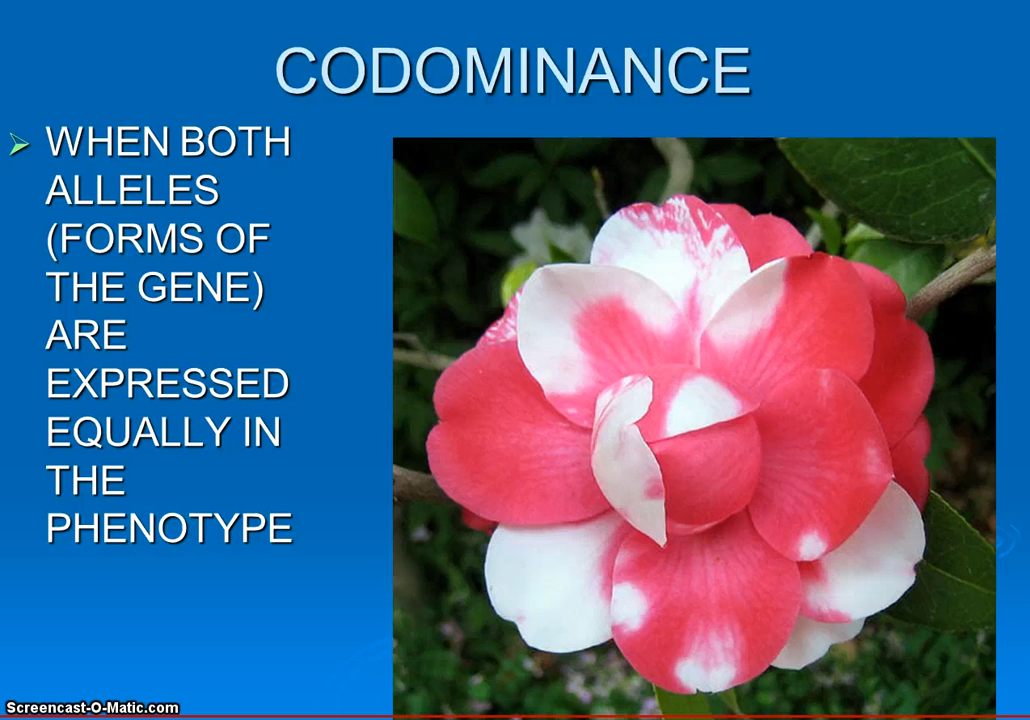 CODOMINANCE
WHEN BOTH
ALLELES
(FORMS OF
THE GENE)
ARE
EXPRESSED
EQUALLY IN
THE
PHENOTYPE
Screencast-O-Matic.com